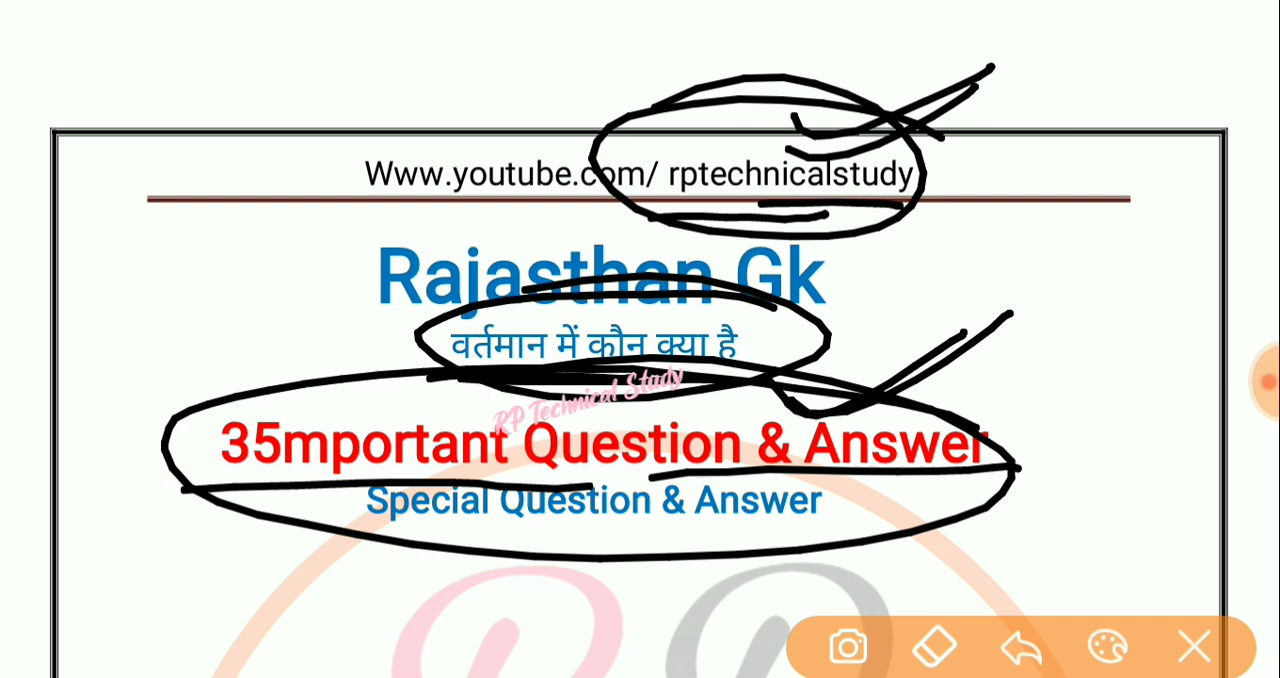 Www.youtube.com/ rptechnicalstudy
Rajasthan Gk
वर्तमान में कौन क्या है
RP Technical Study
35mportant Question & Answer
Special Question & Answer